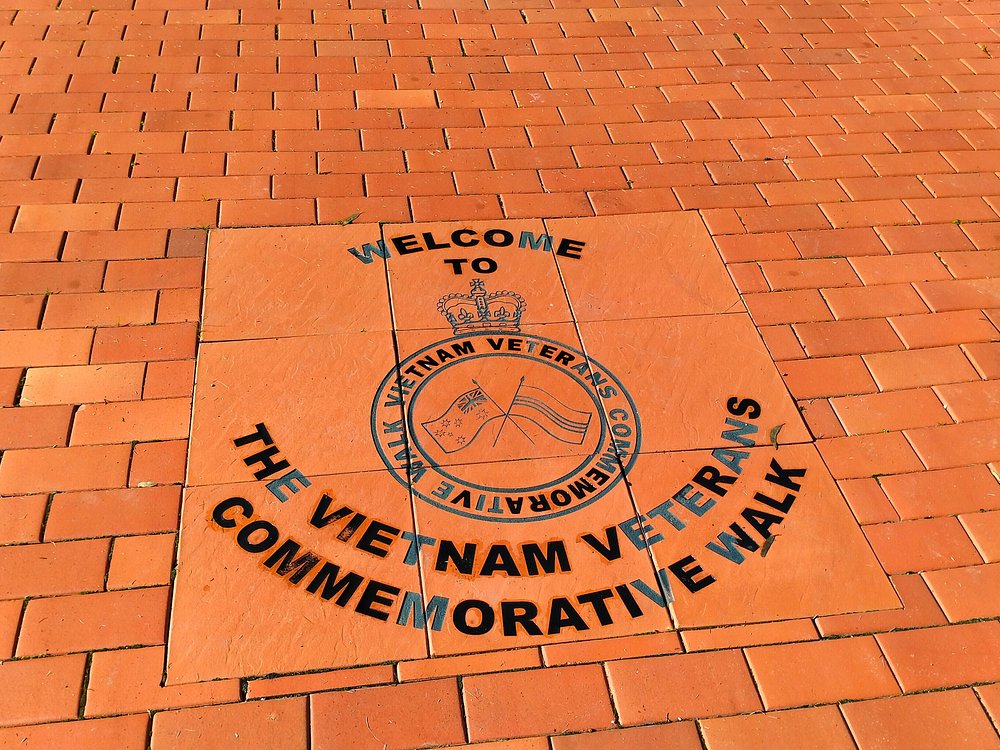 WELCOME
TO
VIETNAM VETERANS COMMEMORATIVE WALK
THE VIETNAM VETERANS
COMMEMORATIVE WALK